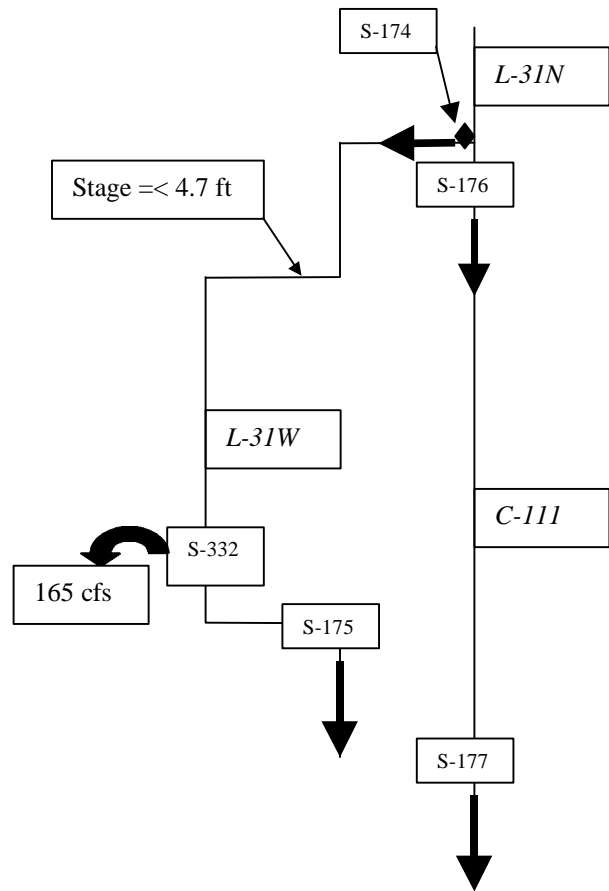 S-174
L-31N
S-176
Stage =< 4.7 ft
L-31W
C-111
S-332
165 cfs
S-175
S-177